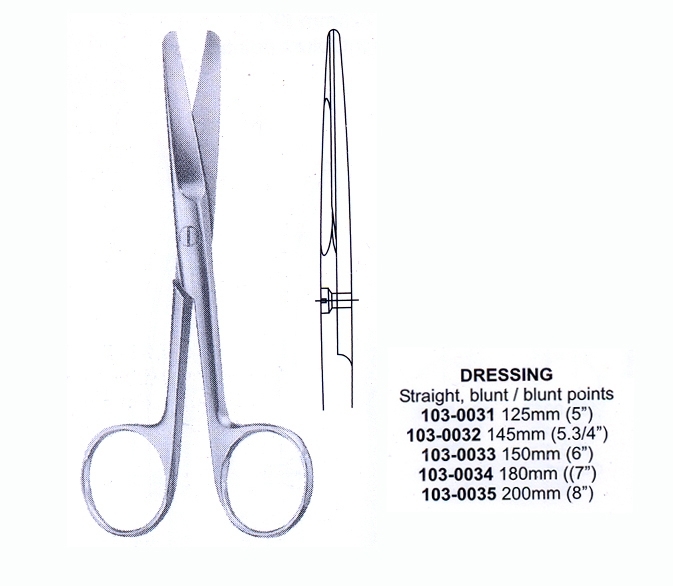 DRESSING
Straight, blunt / blunt points
103-0031 125mm (5”)
103-0032 145mm (5.3/4”)
103-0033 150mm (6”)
103-0034 180mm ((7”)
103-0035 200mm (8”)